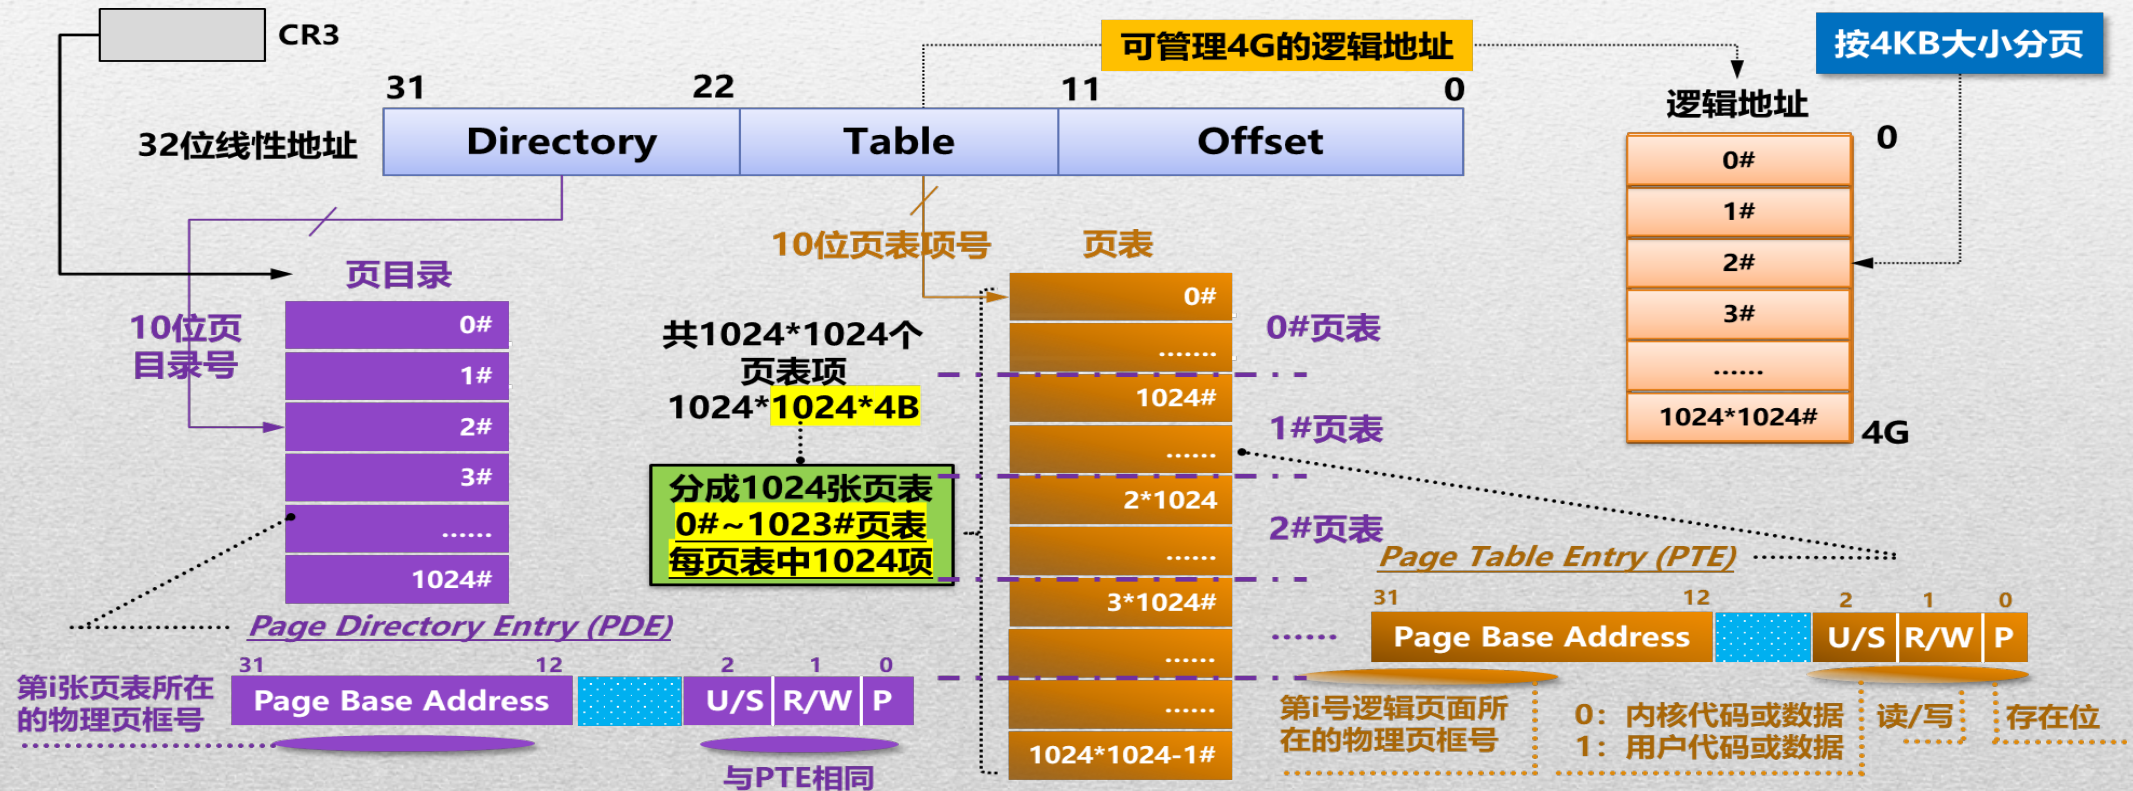 CR3
可管理4G的逻辑地址
按4KB大小分页
31
22
11
0
32位线性地址
Directory
Table
Offset
逻辑地址
0
0#
1#
2#
3#
......
1024*1024#
4G
10位页表项号
页表
页目录
10位页
目录号
0#
1#
2#
3#
......
1024#
共1024*1024个
页表项
1024*1024*4B
分成1024张页表
0#~1023#页表
每页表中1024项
0#
.......
1024#
......
2*1024
......
3*1024#
......
......
1024*1024-1#
0#页表
1#页表
2#页表
......
Page Directory Entry (PDE)
31
12
2
1
0
第i张页表所在
的物理页框号
Page Base Address
U/S
R/W
P
与PTE相同
Page Table Entry (PTE)
31
12
2
1
0
Page Base Address
U/S
R/W
P
第i号逻辑页面所
在的物理页框号
0：内核代码或数据
1：用户代码或数据
读/写
存在位